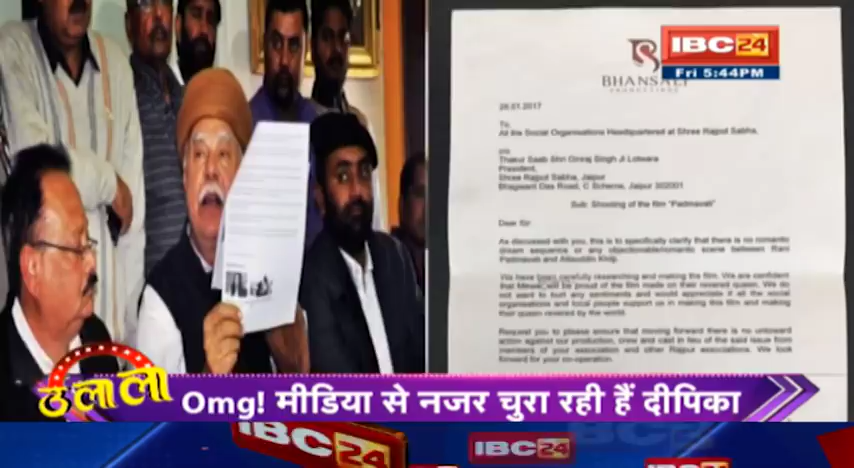 IBC24
Fri 5:44PM
BHANSALI
PRODUCTIONS
28.01.2017
To,
All the Social Organisations Headquartered at Shree Rajput Sabha,
c/o
Thakur Saab Shri Giriraj Singh Ji Lotwara
President,
Shree Rajput Sabha, Jaipur
Bhagwant Das Road, C Scheme, Jaipur 302001
Sub: Shooting of the film "Padmavati"
Dear Sir
As discussed with you, this is to specifically clarify that there is no romantic
dream sequence or any objectionable/romantic scene between Rani
Padmavati and Allauddin Khilji.
We have been carefully researching and making the film. We are confident
that Mewar will be proud of the film made on their revered queen. We do
not want to hurt any sentiments and would appreciate if all the social
organisations and local people support us in making this film and making
their queen revered by the world.
Request you to please ensure that moving forward there is no untoward
action against our production, crew and cast in lieu of the said issue from
members of your association and other Rajput associations. We look
forward for your co-operation.
उलाला
Omg! मीडिया से नजर चुरा रही हैं दीपिका
IBC24
IBC24
IBC24